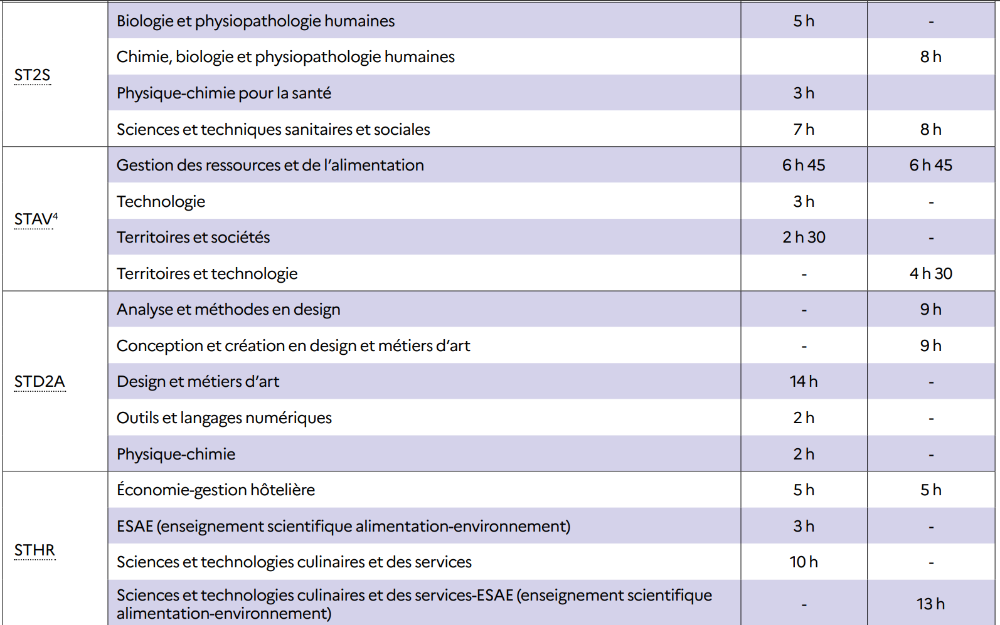 Biologie et physiopathologie humaines 5 h -
Chimie, biologie et physiopathologie humaines 8 h
ST2S
Physique-chimie pour la santé 3 h
Sciences et techniques sanitaires et sociales 7 h 8 h
Gestion des ressources et de l’alimentation 6 h 45 6 h 45
Technologie 3 h -
STAV⁴
Territoires et sociétés 2 h 30 -
Territoires et technologie - 4 h 30
Analyse et méthodes en design - 9 h
Conception et création en design et métiers d’art - 9 h
STD2A Design et métiers d’art 14 h -
Outils et langages numériques 2 h -
Physique-chimie 2 h -
Économie-gestion hôtelière 5 h 5 h
ESAE (enseignement scientifique alimentation-environnement) 3 h -
STHR
Sciences et technologies culinaires et des services 10 h -
Sciences et technologies culinaires et des services-ESAE (enseignement scientifique
alimentation-environnement) - 13 h